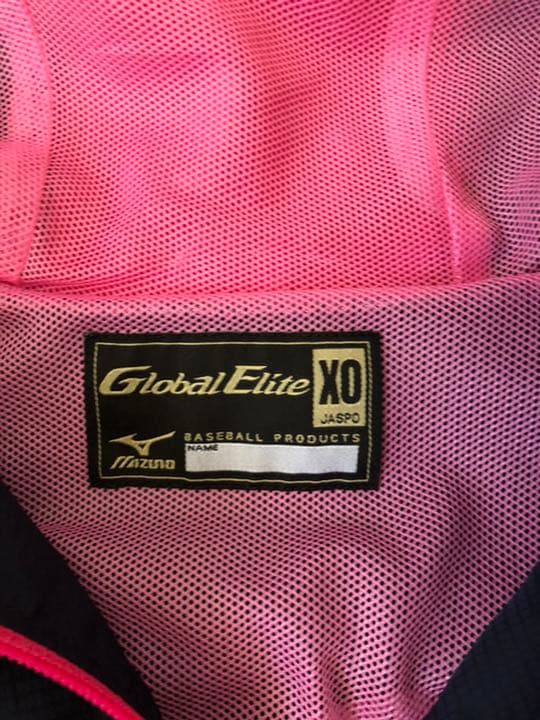 Global Elite XO
JASPO
BASEBALL PRODUCTS
NAME
MIZUNO